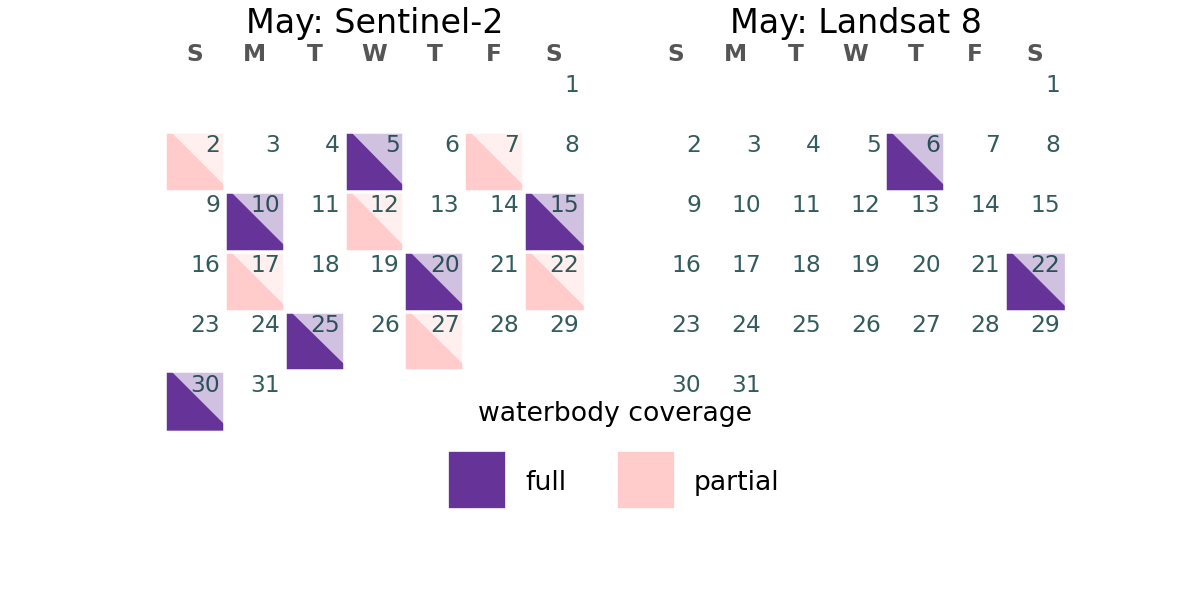 May: Sentinel-2
S M T W T F S
1
2 3 4 5 6 7 8
9 10 11 12 13 14 15
16 17 18 19 20 21 22
23 24 25 26 27 28 29
30 31
May: Landsat 8
S M T W T F S
1
2 3 4 5 6 7 8
9 10 11 12 13 14 15
16 17 18 19 20 21 22
23 24 25 26 27 28 29
30 31
waterbody coverage
full
partial